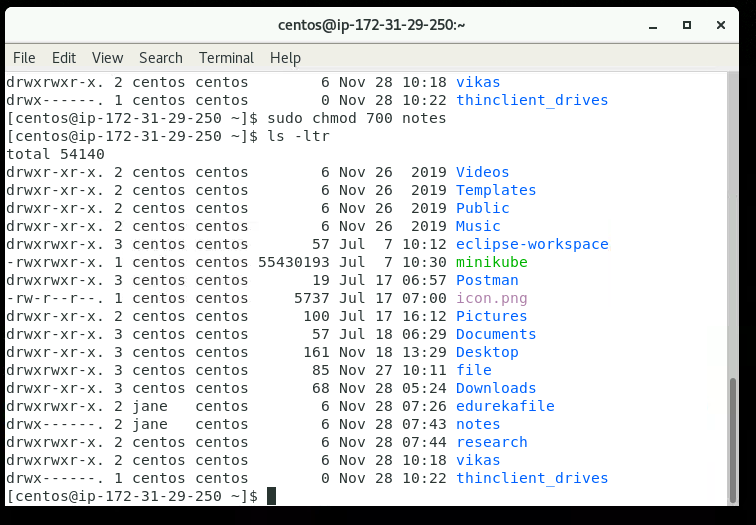 centos@ip-172-31-29-250:~
File Edit View Search Terminal Help
drwxrwxr-x. 2 centos centos        6 Nov 28 10:18 vikas
drwx------. 1 centos centos        0 Nov 28 10:22 thinclient_drives
[centos@ip-172-31-29-250 ~]$ sudo chmod 700 notes
[centos@ip-172-31-29-250 ~]$ ls -ltr
total 54140
drwxr-xr-x. 2 centos centos        6 Nov 26  2019 Videos
drwxr-xr-x. 2 centos centos        6 Nov 26  2019 Templates
drwxr-xr-x. 2 centos centos        6 Nov 26  2019 Public
drwxr-xr-x. 2 centos centos        6 Nov 26  2019 Music
drwxrwxr-x. 3 centos centos       57 Jul  7 10:12 eclipse-workspace
-rwxrwxr-x. 1 centos centos 55430193 Jul  7 10:30 minikube
drwxrwxr-x. 3 centos centos       19 Jul 17 06:57 Postman
-rw-r--r--. 1 centos centos     5737 Jul 17 07:00 icon.png
drwxr-xr-x. 2 centos centos      100 Jul 17 16:12 Pictures
drwxr-xr-x. 3 centos centos       57 Jul 18 06:29 Documents
drwxr-xr-x. 3 centos centos      161 Nov 18 13:29 Desktop
drwxrwxr-x. 3 centos centos       85 Nov 27 10:11 file
drwxr-xr-x. 3 centos centos       68 Nov 28 05:24 Downloads
drwxrwxr-x. 2 jane   centos        6 Nov 28 07:26 edurekafile
drwx------. 2 jane   centos        6 Nov 28 07:43 notes
drwxrwxr-x. 2 centos centos        6 Nov 28 07:44 research
drwxrwxr-x. 2 centos centos        6 Nov 28 10:18 vikas
drwx------. 1 centos centos        0 Nov 28 10:22 thinclient_drives
[centos@ip-172-31-29-250 ~]$